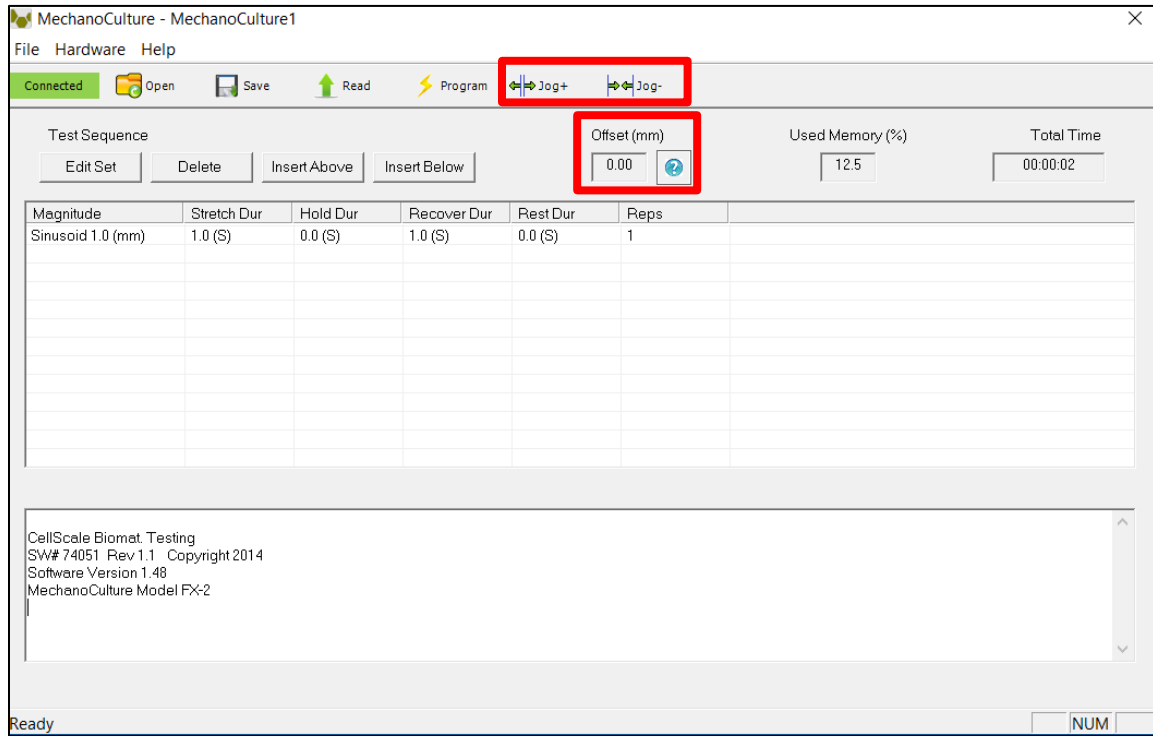 MechanoCulture - MechanoCulture1
File Hardware Help
Connected Open Save Read Program Jog+ Jog-
Test Sequence Offset (mm) Used Memory (%) Total Time
Edit Set Delete Insert Above Insert Below 0.00 ? 12.5 00:00:02
Magnitude Stretch Dur Hold Dur Recover Dur Rest Dur Reps
Sinusoid 1.0 (mm) 1.0 (S) 0.0 (S) 1.0 (S) 0.0 (S) 1
CellScale Biomat. Testing
SW# 74051 Rev 1.1 Copyright 2014
Software Version 1.48
MechanoCulture Model FX-2
Ready NUM